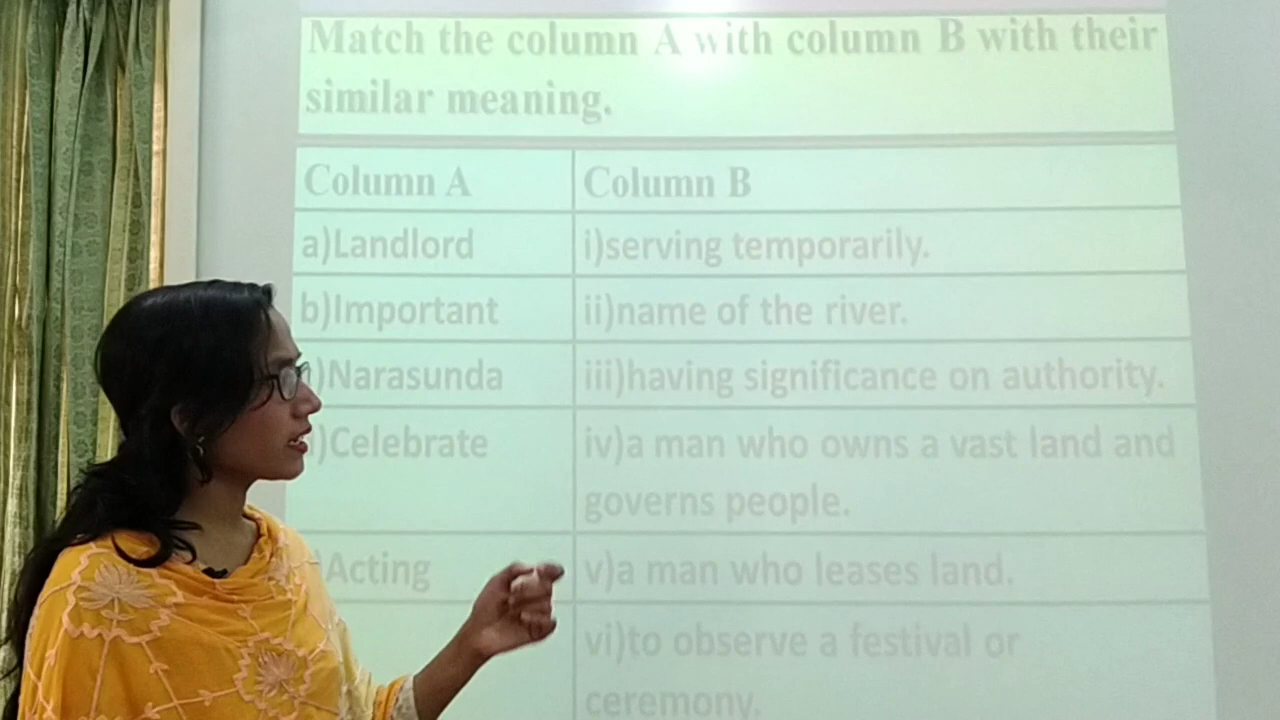 Match the column A with column B with their
similar meaning.
Column A Column B
a)Landlord i)serving temporarily.
b)Important ii)name of the river.
)Narasunda iii)having significance on authority.
)Celebrate iv)a man who owns a vast land and
governs people.
)Acting v)a man who leases land.
vi)to observe a festival or
ceremony.